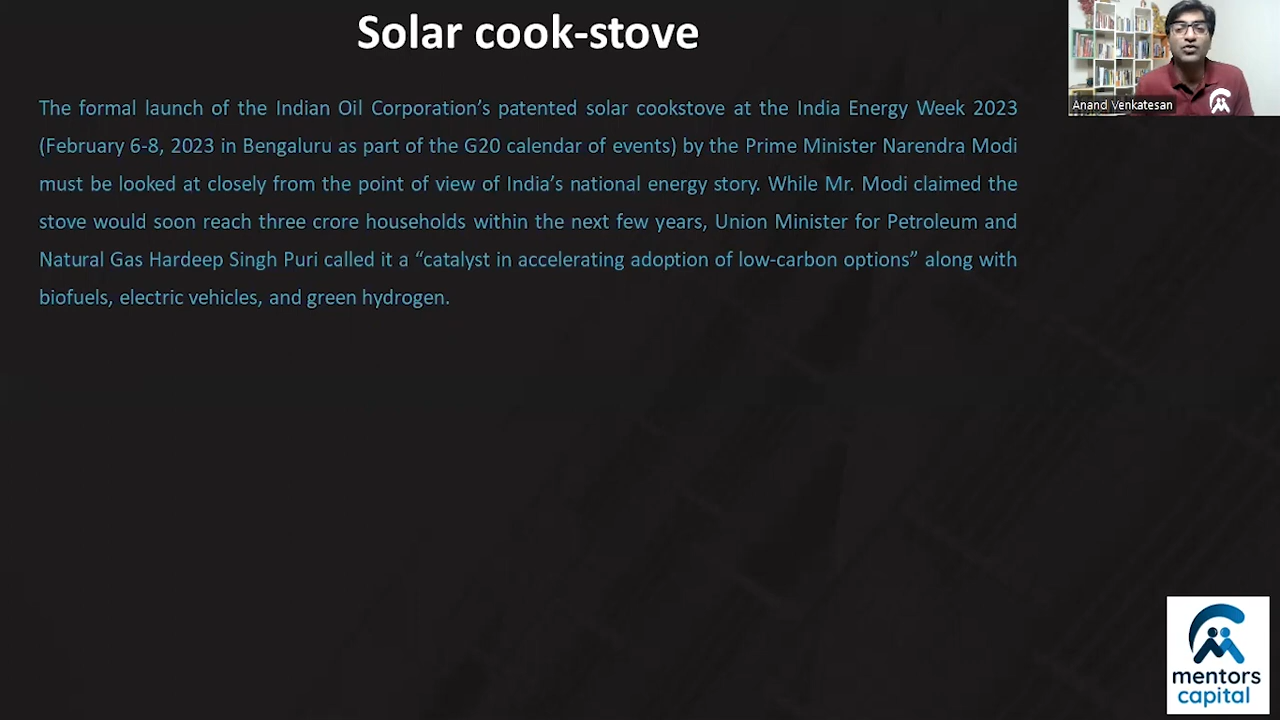 Solar cook-stove
The formal launch of the Indian Oil Corporation’s patented solar cookstove at the India Energy Week 2023
(February 6-8, 2023 in Bengaluru as part of the G20 calendar of events) by the Prime Minister Narendra Modi
must be looked at closely from the point of view of India’s national energy story. While Mr. Modi claimed the
stove would soon reach three crore households within the next few years, Union Minister for Petroleum and
Natural Gas Hardeep Singh Puri called it a “catalyst in accelerating adoption of low-carbon options” along with
biofuels, electric vehicles, and green hydrogen.
Anand Venkatesan
mentors
capital